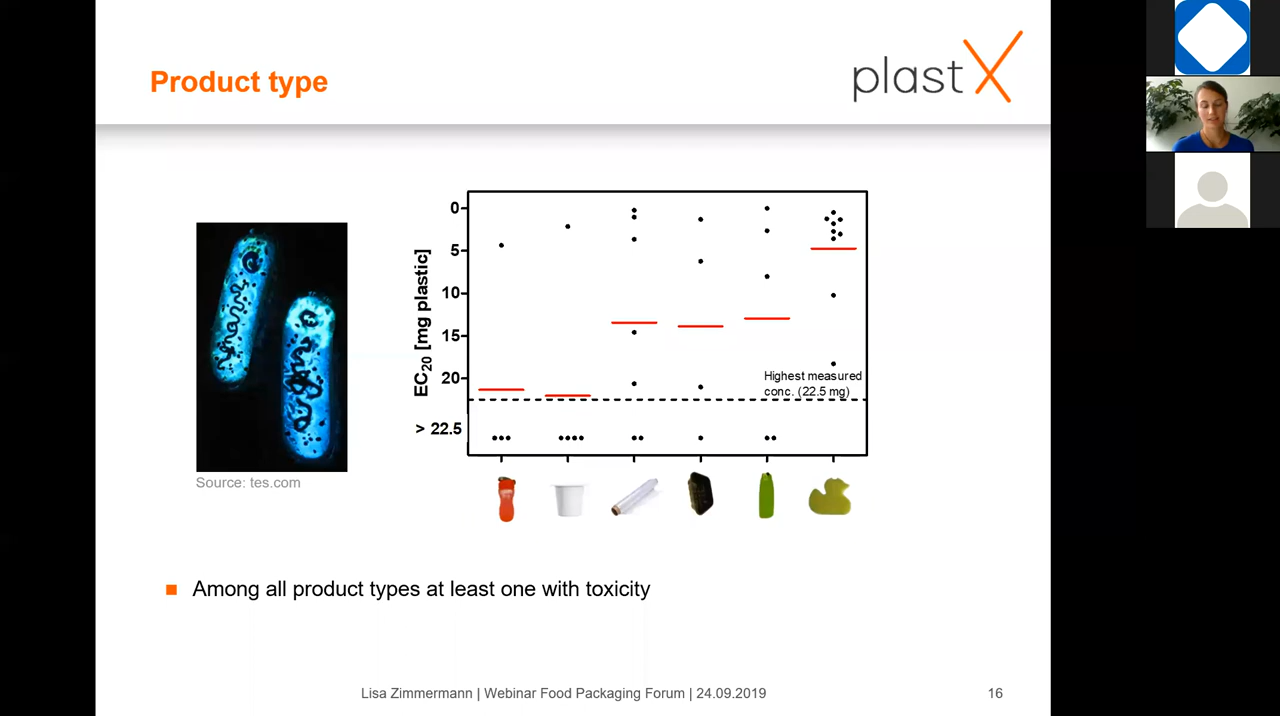 Product type
plastX
0
5
10
15
20
> 22.5
EC20 [mg plastic]
Highest measured
conc. (22.5 mg)
Source: tes.com
Among all product types at least one with toxicity
Lisa Zimmermann | Webinar Food Packaging Forum | 24.09.2019
16